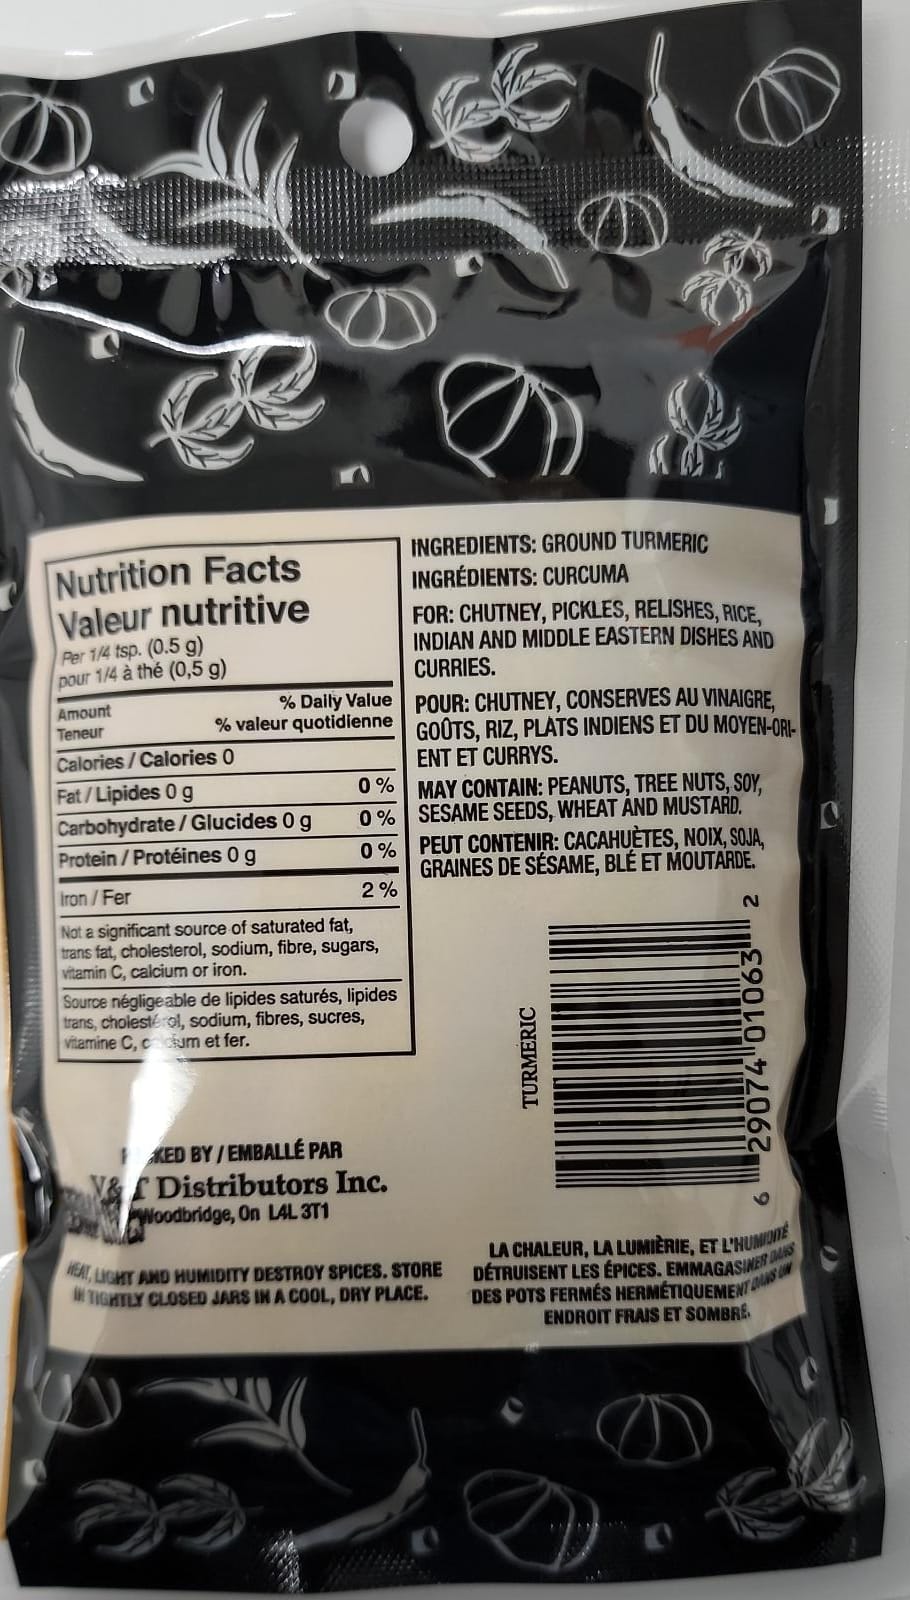 Nutrition Facts
Valeur nutritive
Per 1/4 tsp. (0.5 g)
pour 1/4 à thé (0,5 g)
Amount
Teneur
% Daily Value
% valeur quotidienne
Calories / Calories 0
Fat / Lipides 0 g 0 %
Carbohydrate / Glucides 0 g 0 %
Protein / Protéines 0 g 0 %
Iron / Fer 2 %
Not a significant source of saturated fat,
trans fat, cholesterol, sodium, fibre, sugars,
vitamin C, calcium or iron.
Source négligeable de lipides saturés, lipides
trans, cholestérol, sodium, fibres, sucres,
vitamine C, et fer.
INGREDIENTS: GROUND TURMERIC
INGRÉDIENTS: CURCUMA
FOR: CHUTNEY, PICKLES, RELISHES, RICE,
INDIAN AND MIDDLE EASTERN DISHES AND
CURRIES.
POUR: CHUTNEY, CONSERVES AU VINAIGRE,
GOÛTS, RIZ, PLATS INDIENS ET DU MOYEN-ORI-
ENT ET CURRYS.
MAY CONTAIN: PEANUTS, TREE NUTS, SOY,
SESAME SEEDS, WHEAT AND MUSTARD.
PEUT CONTENIR: CACAHUÈTES, NOIX, SOJA,
GRAINES DE SÉSAME, BLÉ ET MOUTARDE.
TURMERIC
6 29074 01063 2
BY / EMBALLÉ PAR
Distributors Inc.
Woodbridge, On L4L 3T1
HEAT, LIGHT AND HUMIDITY DESTROY SPICES. STORE
IN TIGHTLY CLOSED JARS IN A COOL, DRY PLACE.
LA CHALEUR, LA LUMIÈRIE, ET L'HUMIDITÉ
DÉTRUISENT LES ÉPICES. EMMAGASINER DANS
DES POTS FERMÉS HERMÉTIQUEMENT DANS UN
ENDROIT FRAIS ET SOMBRE.